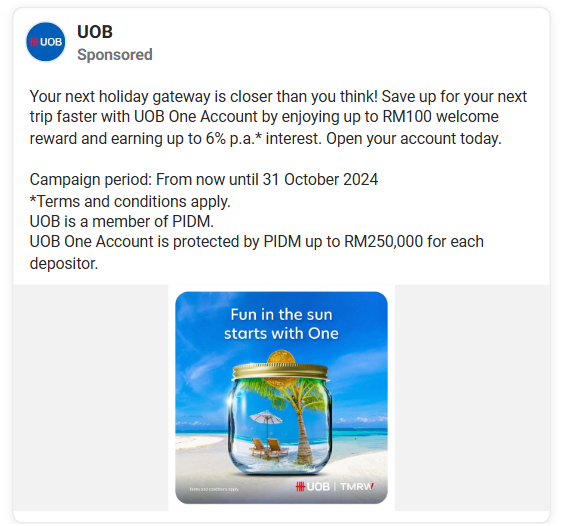 UOB
UOB
Sponsored
Your next holiday gateway is closer than you think! Save up for your next
trip faster with UOB One Account by enjoying up to RM100 welcome
reward and earning up to 6% p.a.* interest. Open your account today.
Campaign period: From now until 31 October 2024
*Terms and conditions apply.
UOB is a member of PIDM.
UOB One Account is protected by PIDM up to RM250,000 for each
depositor.
Fun in the sun
starts with One
Terms and conditions apply.
UOB | TMRW